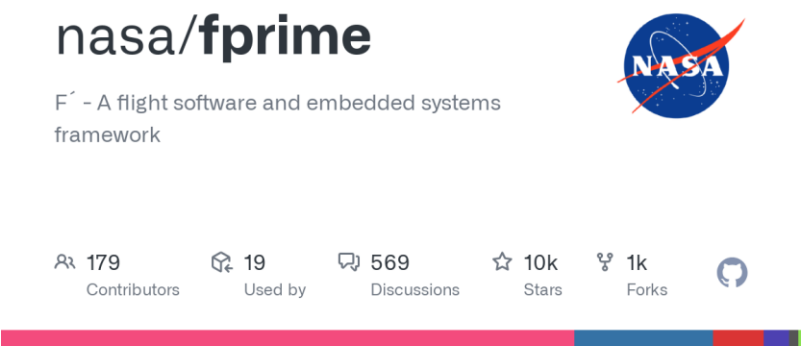 nasa/fprime
NASA
F´ - A flight software and embedded systems
framework
179
Contributors
19
Used by
569
Discussions
10k
Stars
1k
Forks